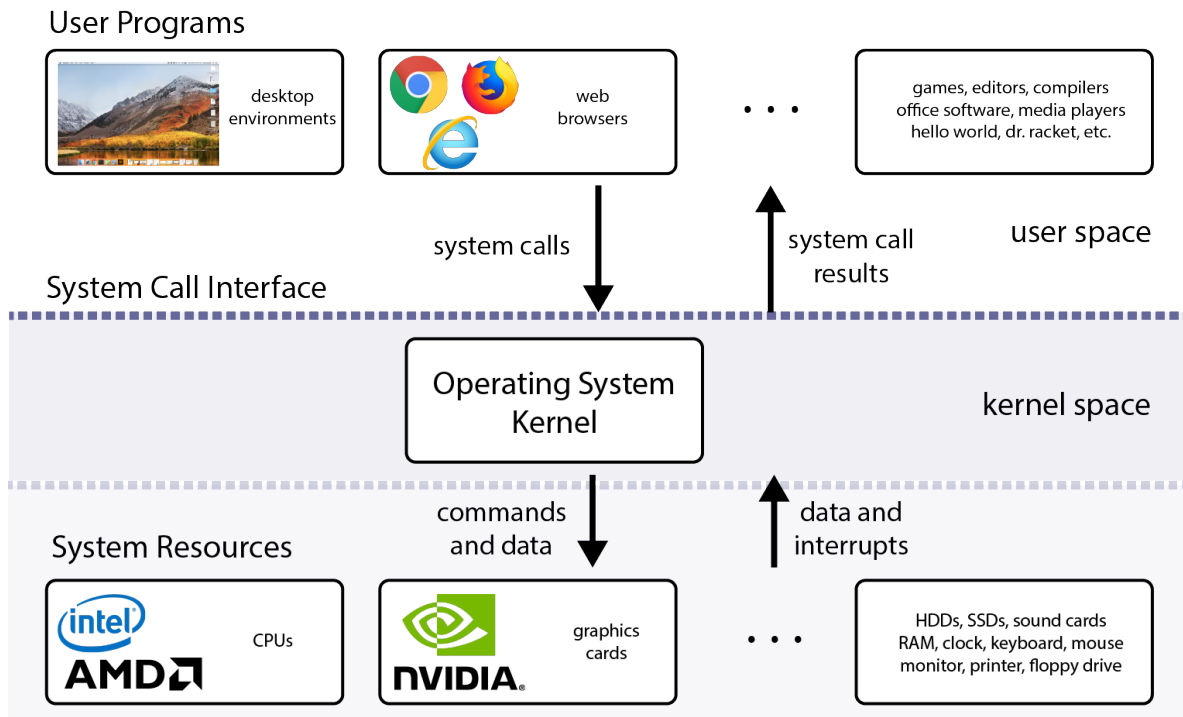 User Programs
desktop
environments
web
browsers
. . .
games, editors, compilers
office software, media players
hello world, dr. racket, etc.
system calls
system call
results
user space
System Call Interface
Operating System
Kernel
kernel space
commands
and data
data and
interrupts
System Resources
intel
AMD
CPUs
NVIDIA®
graphics
cards
. . .
HDDs, SSDs, sound cards
RAM, clock, keyboard, mouse
monitor, printer, floppy drive